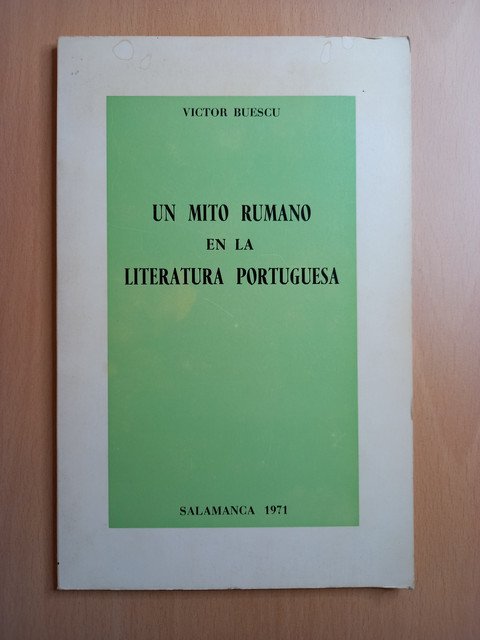 VICTOR BUESCU
UN MITO RUMANO
EN LA
LITERATURA PORTUGUESA
SALAMANCA 1971